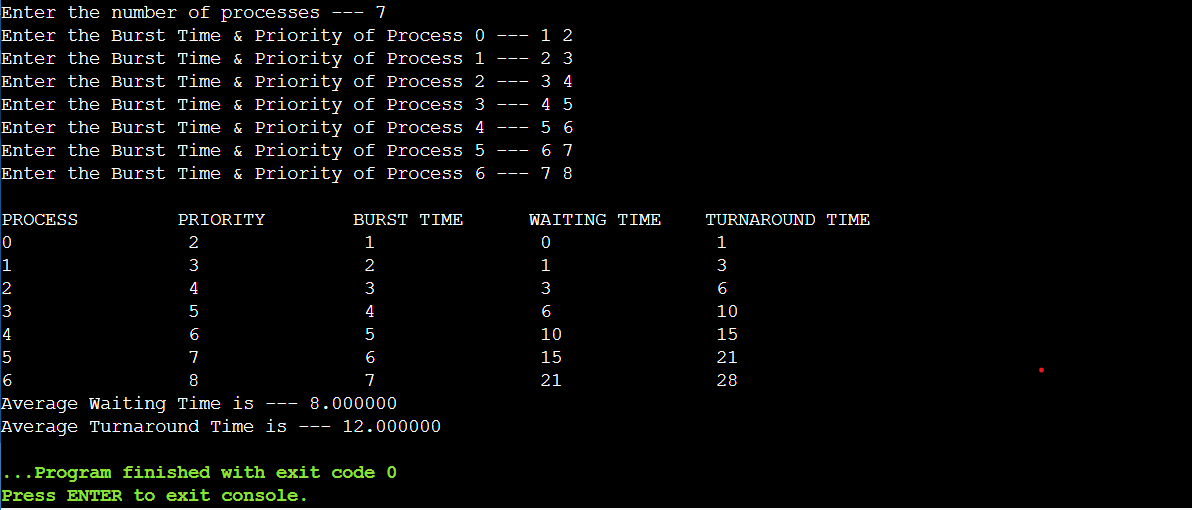 Enter the number of processes --- 7
Enter the Burst Time & Priority of Process 0 --- 1 2
Enter the Burst Time & Priority of Process 1 --- 2 3
Enter the Burst Time & Priority of Process 2 --- 3 4
Enter the Burst Time & Priority of Process 3 --- 4 5
Enter the Burst Time & Priority of Process 4 --- 5 6
Enter the Burst Time & Priority of Process 5 --- 6 7
Enter the Burst Time & Priority of Process 6 --- 7 8
PROCESS PRIORITY BURST TIME WAITING TIME TURNAROUND TIME
0 2 1 0 1
1 3 2 1 3
2 4 3 3 6
3 5 4 6 10
4 6 5 10 15
5 7 6 15 21
6 8 7 21 28
Average Waiting Time is --- 8.000000
Average Turnaround Time is --- 12.000000
...Program finished with exit code 0
Press ENTER to exit console.